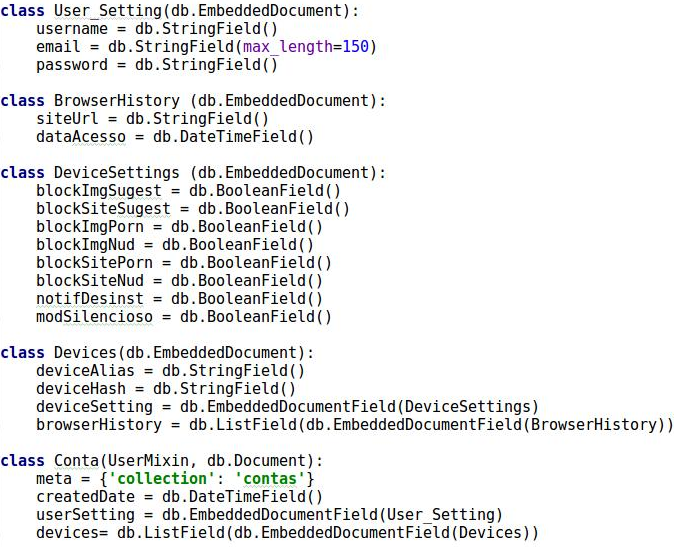 class User_Setting(db.EmbeddedDocument):
    username = db.StringField()
    email = db.StringField(max_length=150)
    password = db.StringField()
class BrowserHistory (db.EmbeddedDocument):
    siteUrl = db.StringField()
    dataAcesso = db.DateTimeField()
class DeviceSettings (db.EmbeddedDocument):
    blockImgSugest = db.BooleanField()
    blockSiteSugest = db.BooleanField()
    blockImgPorn = db.BooleanField()
    blockImgNud = db.BooleanField()
    blockSitePorn = db.BooleanField()
    blockSiteNud = db.BooleanField()
    notifDesinst = db.BooleanField()
    modSilencioso = db.BooleanField()
class Devices(db.EmbeddedDocument):
    deviceAlias = db.StringField()
    deviceHash = db.StringField()
    deviceSetting = db.EmbeddedDocumentField(DeviceSettings)
    browserHistory = db.ListField(db.EmbeddedDocumentField(BrowserHistory))
class Conta(UserMixin, db.Document):
    meta = {'collection': 'contas'}
    createdDate = db.DateTimeField()
    userSetting = db.EmbeddedDocumentField(User_Setting)
    devices= db.ListField(db.EmbeddedDocumentField(Devices))